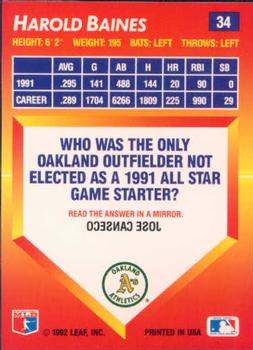 HAROLD BAINES
34
HEIGHT: 6'2" WEIGHT: 195 BATS: LEFT THROWS: LEFT
AVG G AB H HR RBI SB
1991 .295 141 488 144 20 90 0
CAREER .289 1704 6266 1809 225 990 29
WHO WAS THE ONLY
OAKLAND OUTFIELDER NOT
ELECTED AS A 1991 ALL STAR
GAME STARTER?
READ THE ANSWER IN A MIRROR.
JOSE CANSECO
OAKLAND
A's
ATHLETICS
© 1992 LEAF, INC.
PRINTED IN USA